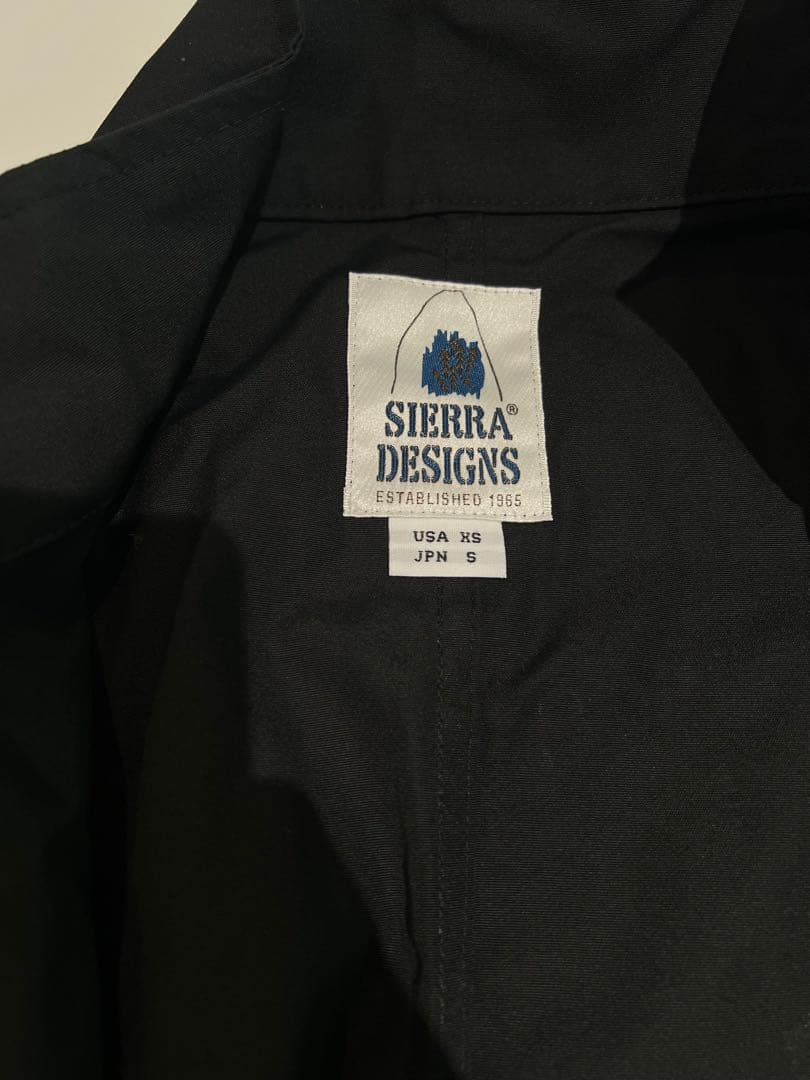 SIERRA®
DESIGNS
ESTABLISHED 1965
USA XS
JPN S